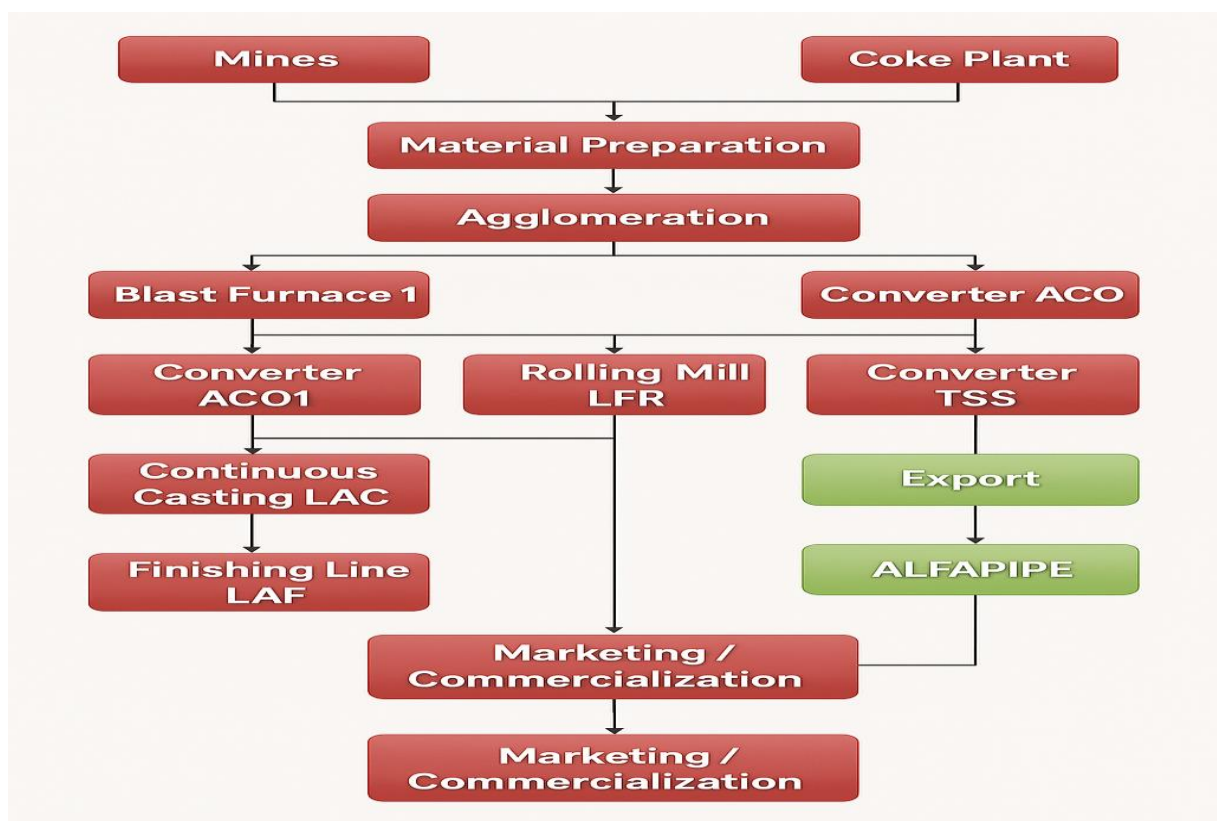 Mines
Coke Plant
Material Preparation
Agglomeration
Blast Furnace 1
Converter ACO
Converter
ACO1
Rolling Mill
LFR
Converter
TSS
Continuous
Casting LAC
Export
Finishing Line
LAF
ALFAPIPE
Marketing /
Commercialization
Marketing /
Commercialization